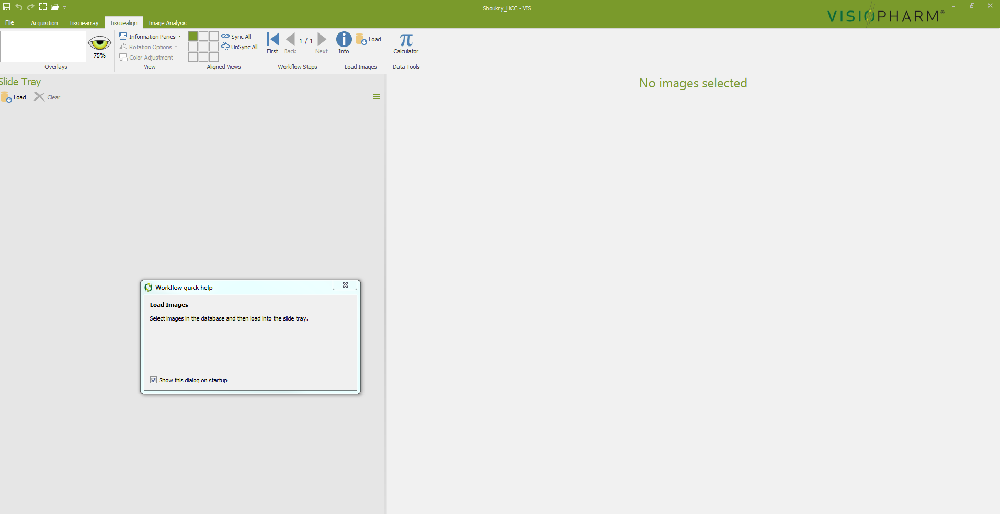 Shoukry_HCC - VIS
VISIOPHARM®
File Acquisition Tissuearray Tissuealign Image Analysis
Information Panes Sync All 1 / 1 Load
75% Rotation Options UnSync All First Back Next Info Calculator
Color Adjustment
Overlays View Aligned Views Workflow Steps Load Images Data Tools
Slide Tray
No images selected
Load Clear
Workflow quick help
Load Images
Select images in the database and then load into the slide tray.
Show this dialog on startup